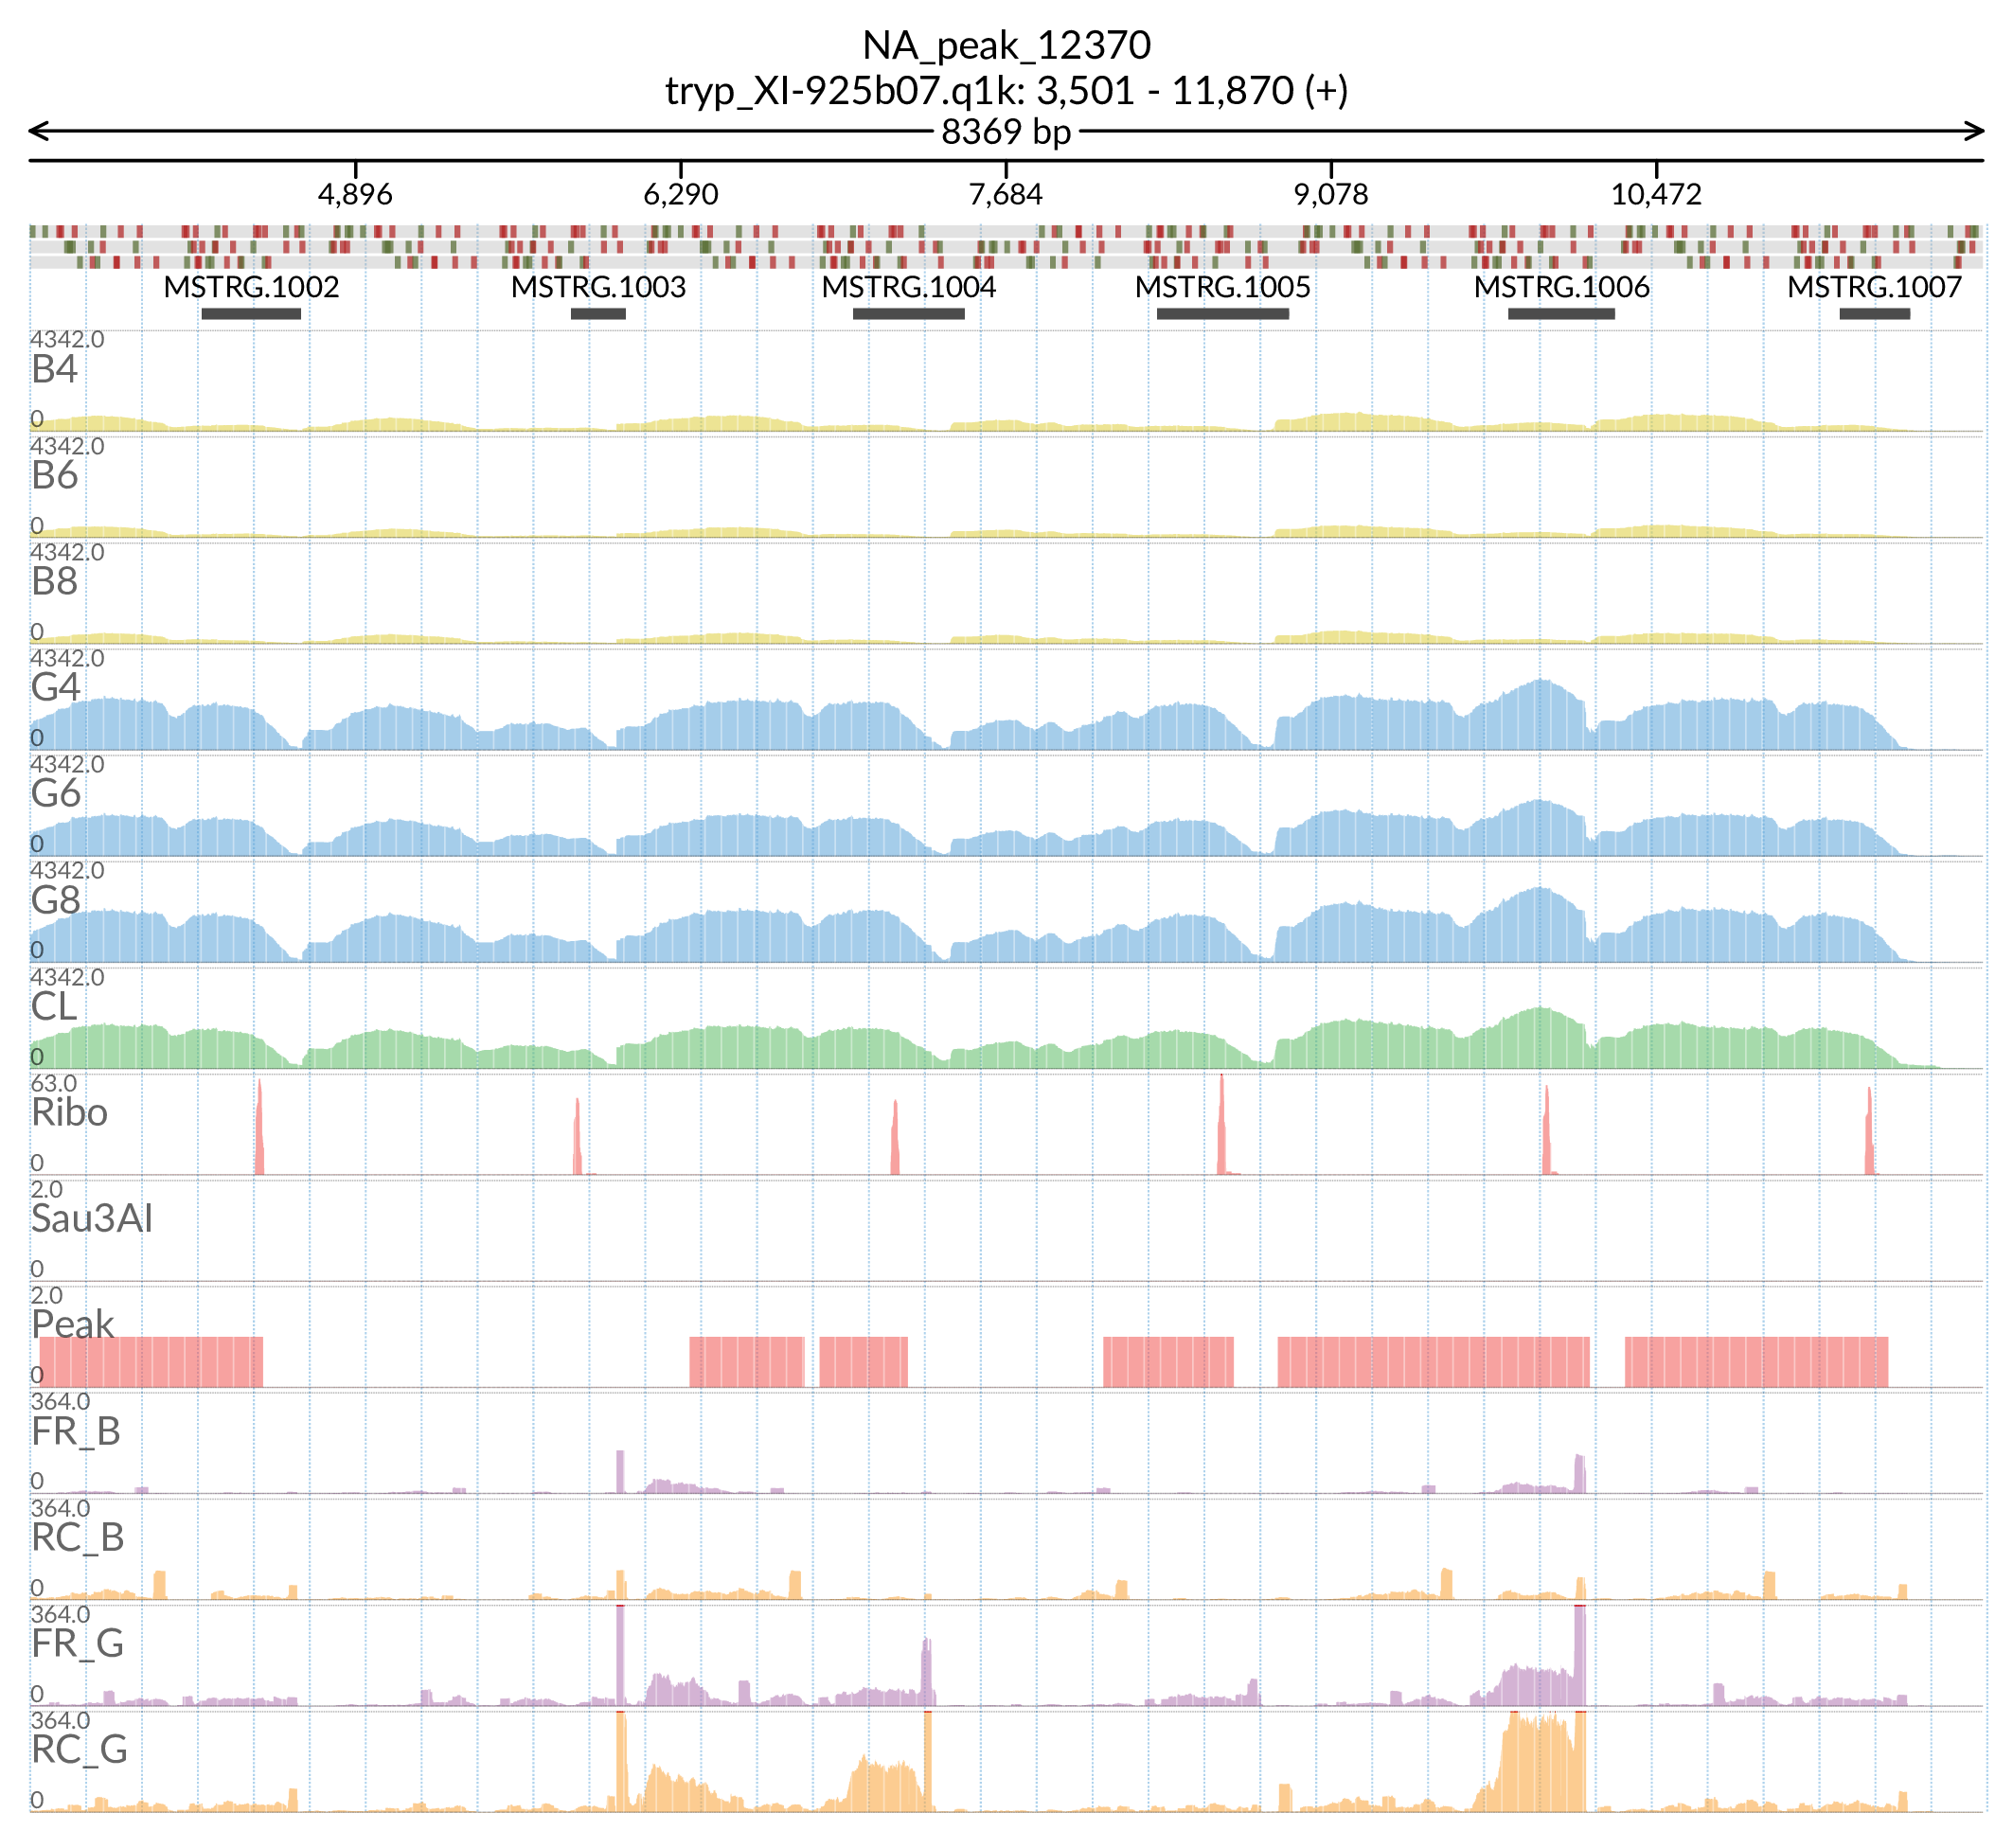 NA_peak_12370
tryp_XI-925b07.q1k: 3,501 - 11,870 (+)
8369 bp
4,896 6,290 7,684 9,078 10,472
MSTRG.1002 MSTRG.1003 MSTRG.1004 MSTRG.1005 MSTRG.1006 MSTRG.1007
4342.0
B4
0
4342.0
B6
0
4342.0
B8
0
4342.0
G4
0
4342.0
G6
0
4342.0
G8
0
4342.0
CL
0
63.0
Ribo
0
2.0
Sau3AI
0
2.0
Peak
0
364.0
FR_B
0
364.0
RC_B
0
364.0
FR_G
0
364.0
RC_G
0